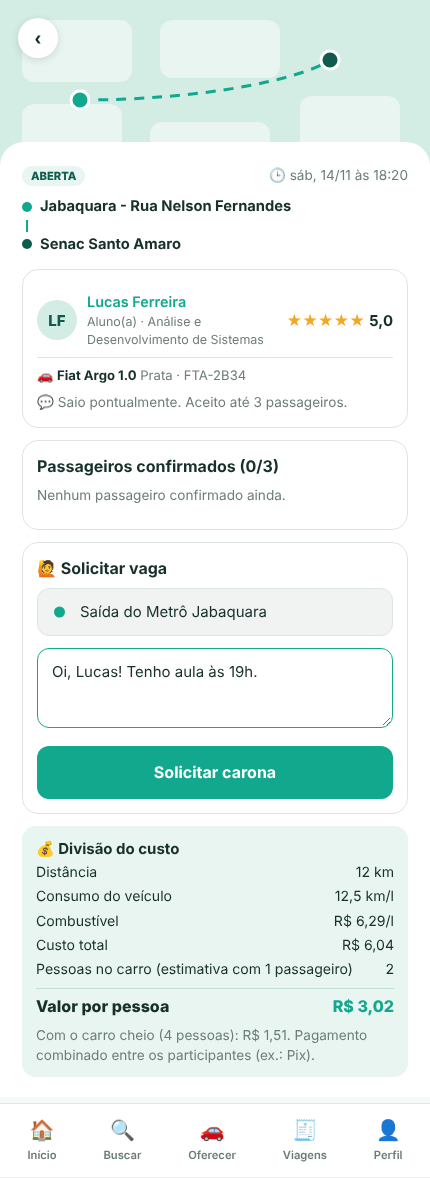 ‹
ABERTA
🕒 sáb, 14/11 às 18:20
Jabaquara - Rua Nelson Fernandes
Senac Santo Amaro
LF
Lucas Ferreira
Aluno(a) · Análise e
Desenvolvimento de Sistemas
★★★★★ 5,0
🚗 Fiat Argo 1.0 Prata · FTA-2B34
💬 Saio pontualmente. Aceito até 3 passageiros.
Passageiros confirmados (0/3)
Nenhum passageiro confirmado ainda.
🙋 Solicitar vaga
Saída do Metrô Jabaquara
Oi, Lucas! Tenho aula às 19h.
Solicitar carona
💰 Divisão do custo
Distância 12 km
Consumo do veículo 12,5 km/l
Combustível R$ 6,29/l
Custo total R$ 6,04
Pessoas no carro (estimativa com 1 passageiro) 2
Valor por pessoa R$ 3,02
Com o carro cheio (4 pessoas): R$ 1,51. Pagamento
combinado entre os participantes (ex.: Pix).
Início Buscar Oferecer Viagens Perfil